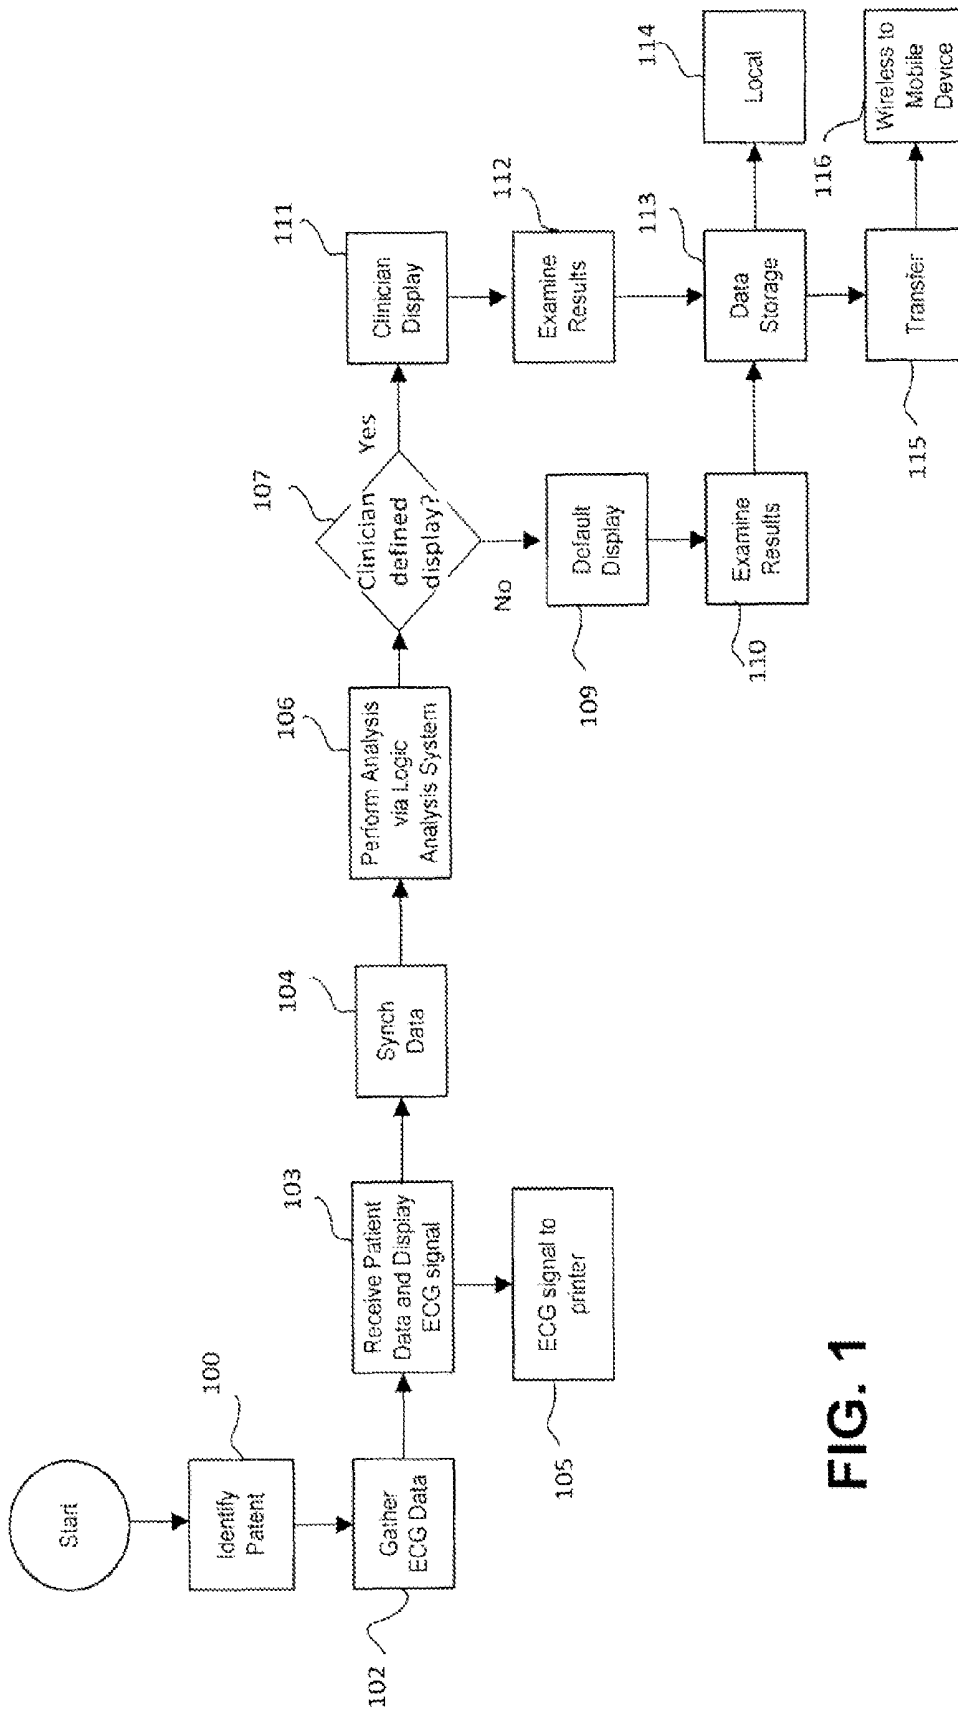 Start
100
Identify
Patent
102
Gather
ECG Data
103
Receive Patient
Data and Display
ECG signal
105
ECG signal to
printer
104
Synch
Data
106
Perform Analysis
via Logic
Analysis System
107
Clinician
defined
display?
Yes
No
111
Clinician
Display
112
Examine
Results
109
Default
Display
110
Examine
Results
113
Data
Storage
114
Local
115
Transfer
116
Wireless to
Mobile
Device
FIG. 1